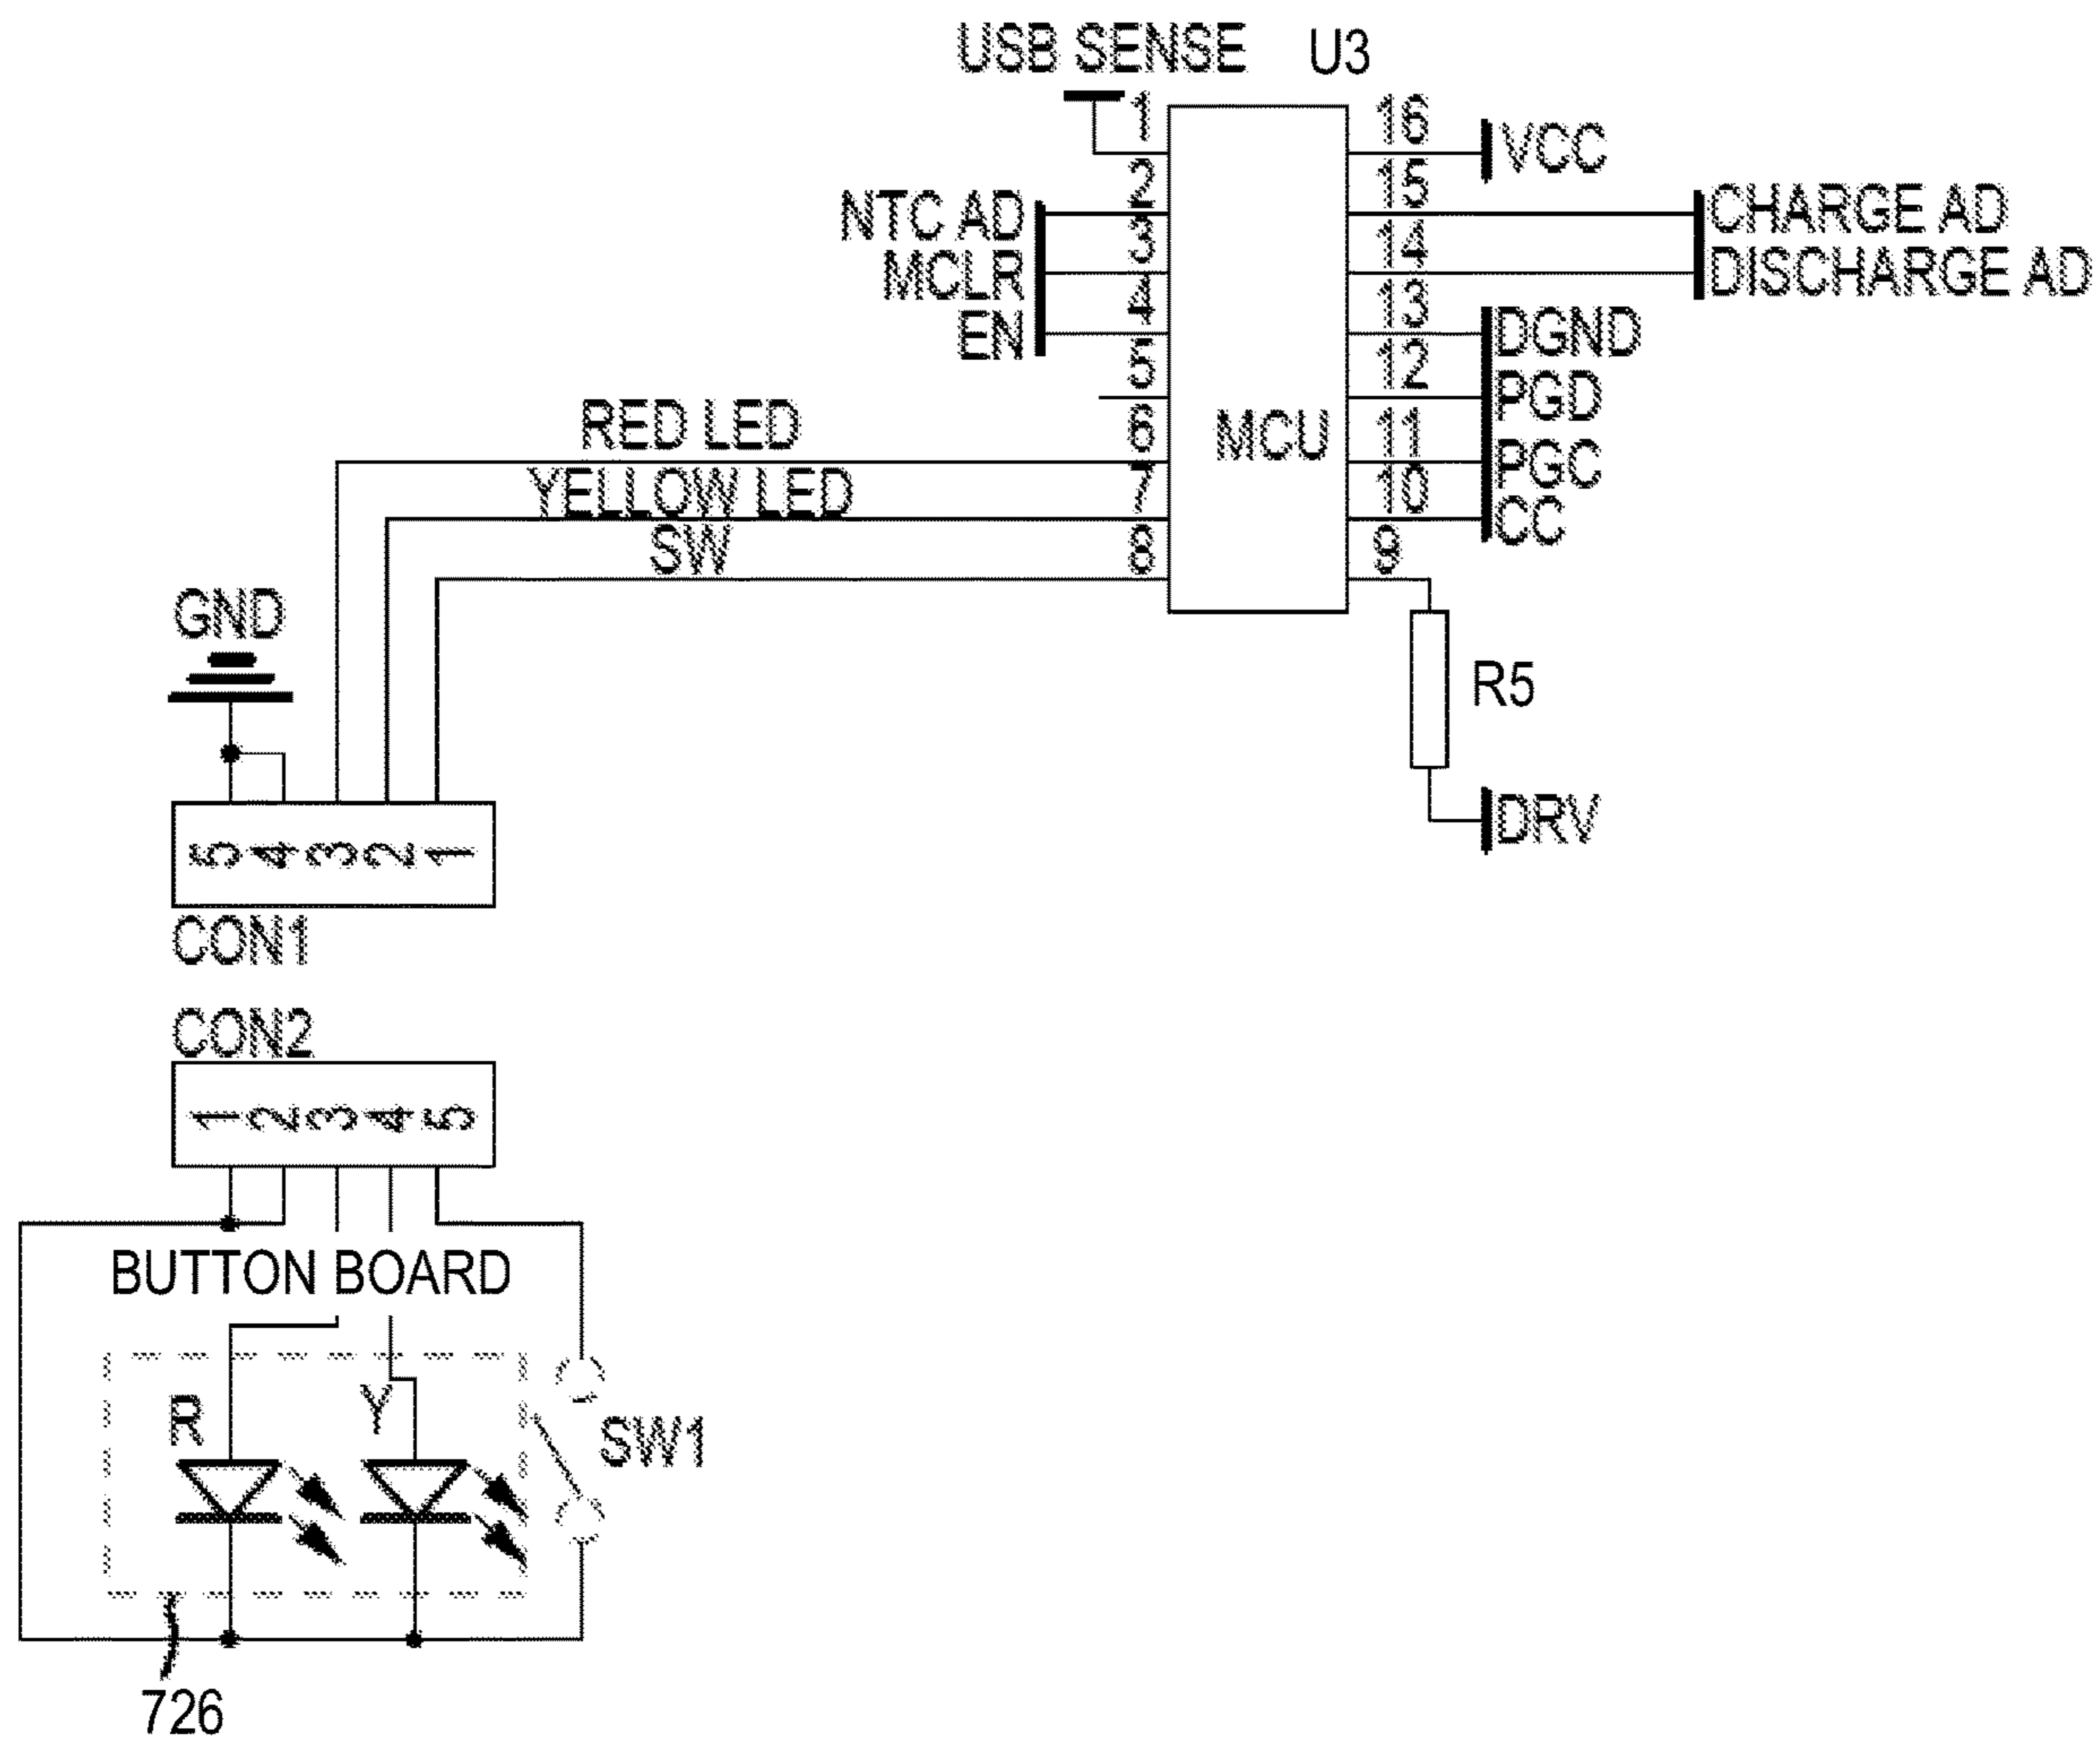 USB SENSE U3
1 16 VCC
2 15 CHARGE AD
NTC AD
3 14 DISCHARGE AD
MCLR
4 13 DGND
EN
5 12 PGD
RED LED 6 MCU 11 PGC
YELLOW LED 7 10 CC
SW 8 9
GND
R5
DRV
5 4 3 2 1
CON1
CON2
1 2 3 4 5
BUTTON BOARD
R Y SW1
726